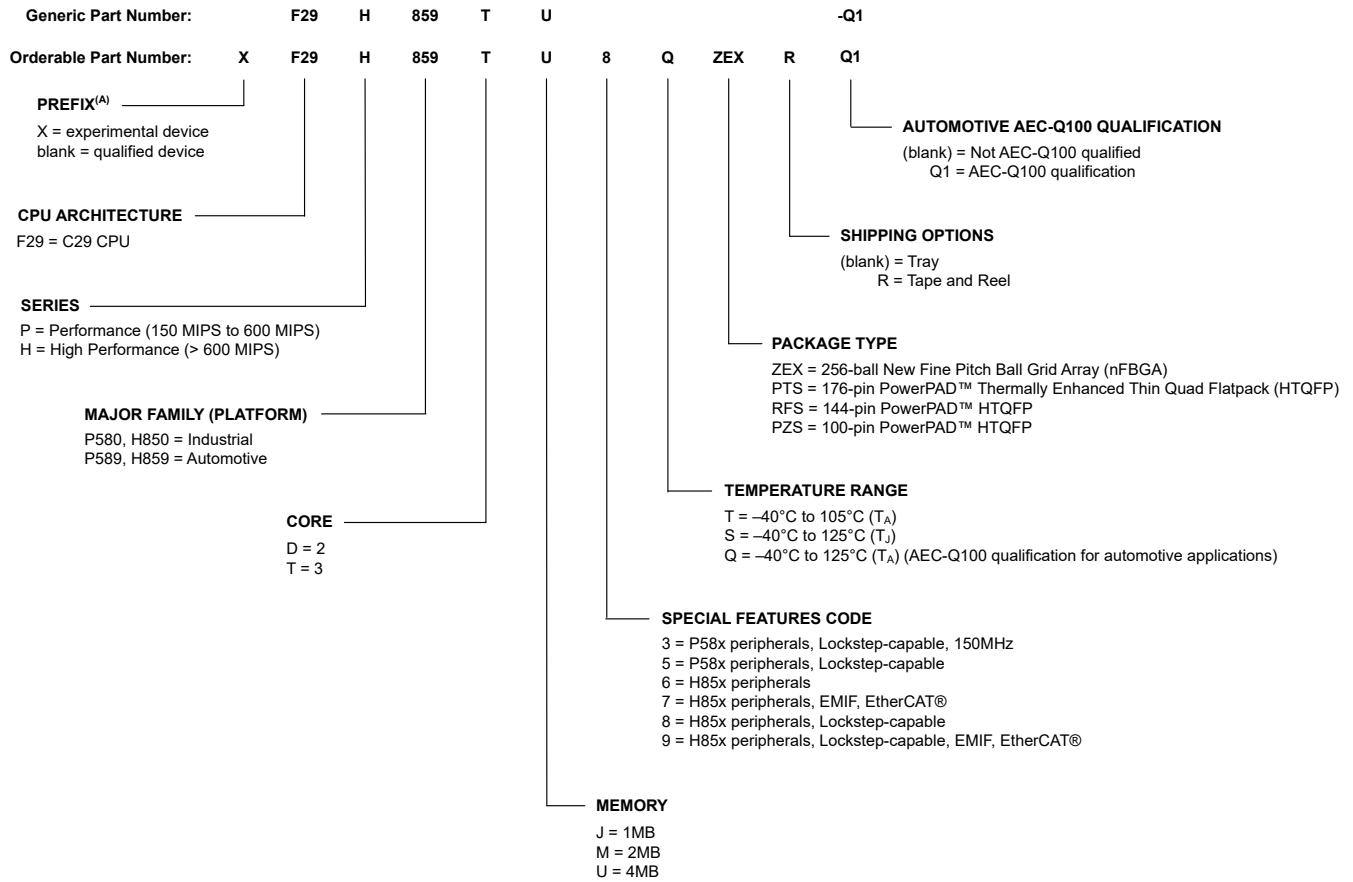 Generic Part Number: F29 H 859 T U -Q1
Orderable Part Number: X F29 H 859 T U 8 Q ZEX R Q1
PREFIX(A)
X = experimental device
blank = qualified device
AUTOMOTIVE AEC-Q100 QUALIFICATION
(blank) = Not AEC-Q100 qualified
Q1 = AEC-Q100 qualification
CPU ARCHITECTURE
F29 = C29 CPU
SHIPPING OPTIONS
(blank) = Tray
R = Tape and Reel
SERIES
P = Performance (150 MIPS to 600 MIPS)
H = High Performance (> 600 MIPS)
PACKAGE TYPE
ZEX = 256-ball New Fine Pitch Ball Grid Array (nFBGA)
PTS = 176-pin PowerPAD™ Thermally Enhanced Thin Quad Flatpack (HTQFP)
RFS = 144-pin PowerPAD™ HTQFP
PZS = 100-pin PowerPAD™ HTQFP
MAJOR FAMILY (PLATFORM)
P580, H850 = Industrial
P589, H859 = Automotive
TEMPERATURE RANGE
T = –40°C to 105°C (TA)
S = –40°C to 125°C (TJ)
Q = –40°C to 125°C (TA) (AEC-Q100 qualification for automotive applications)
CORE
D = 2
T = 3
SPECIAL FEATURES CODE
3 = P58x peripherals, Lockstep-capable, 150MHz
5 = P58x peripherals, Lockstep-capable
6 = H85x peripherals
7 = H85x peripherals, EMIF, EtherCAT®
8 = H85x peripherals, Lockstep-capable
9 = H85x peripherals, Lockstep-capable, EMIF, EtherCAT®
MEMORY
J = 1MB
M = 2MB
U = 4MB